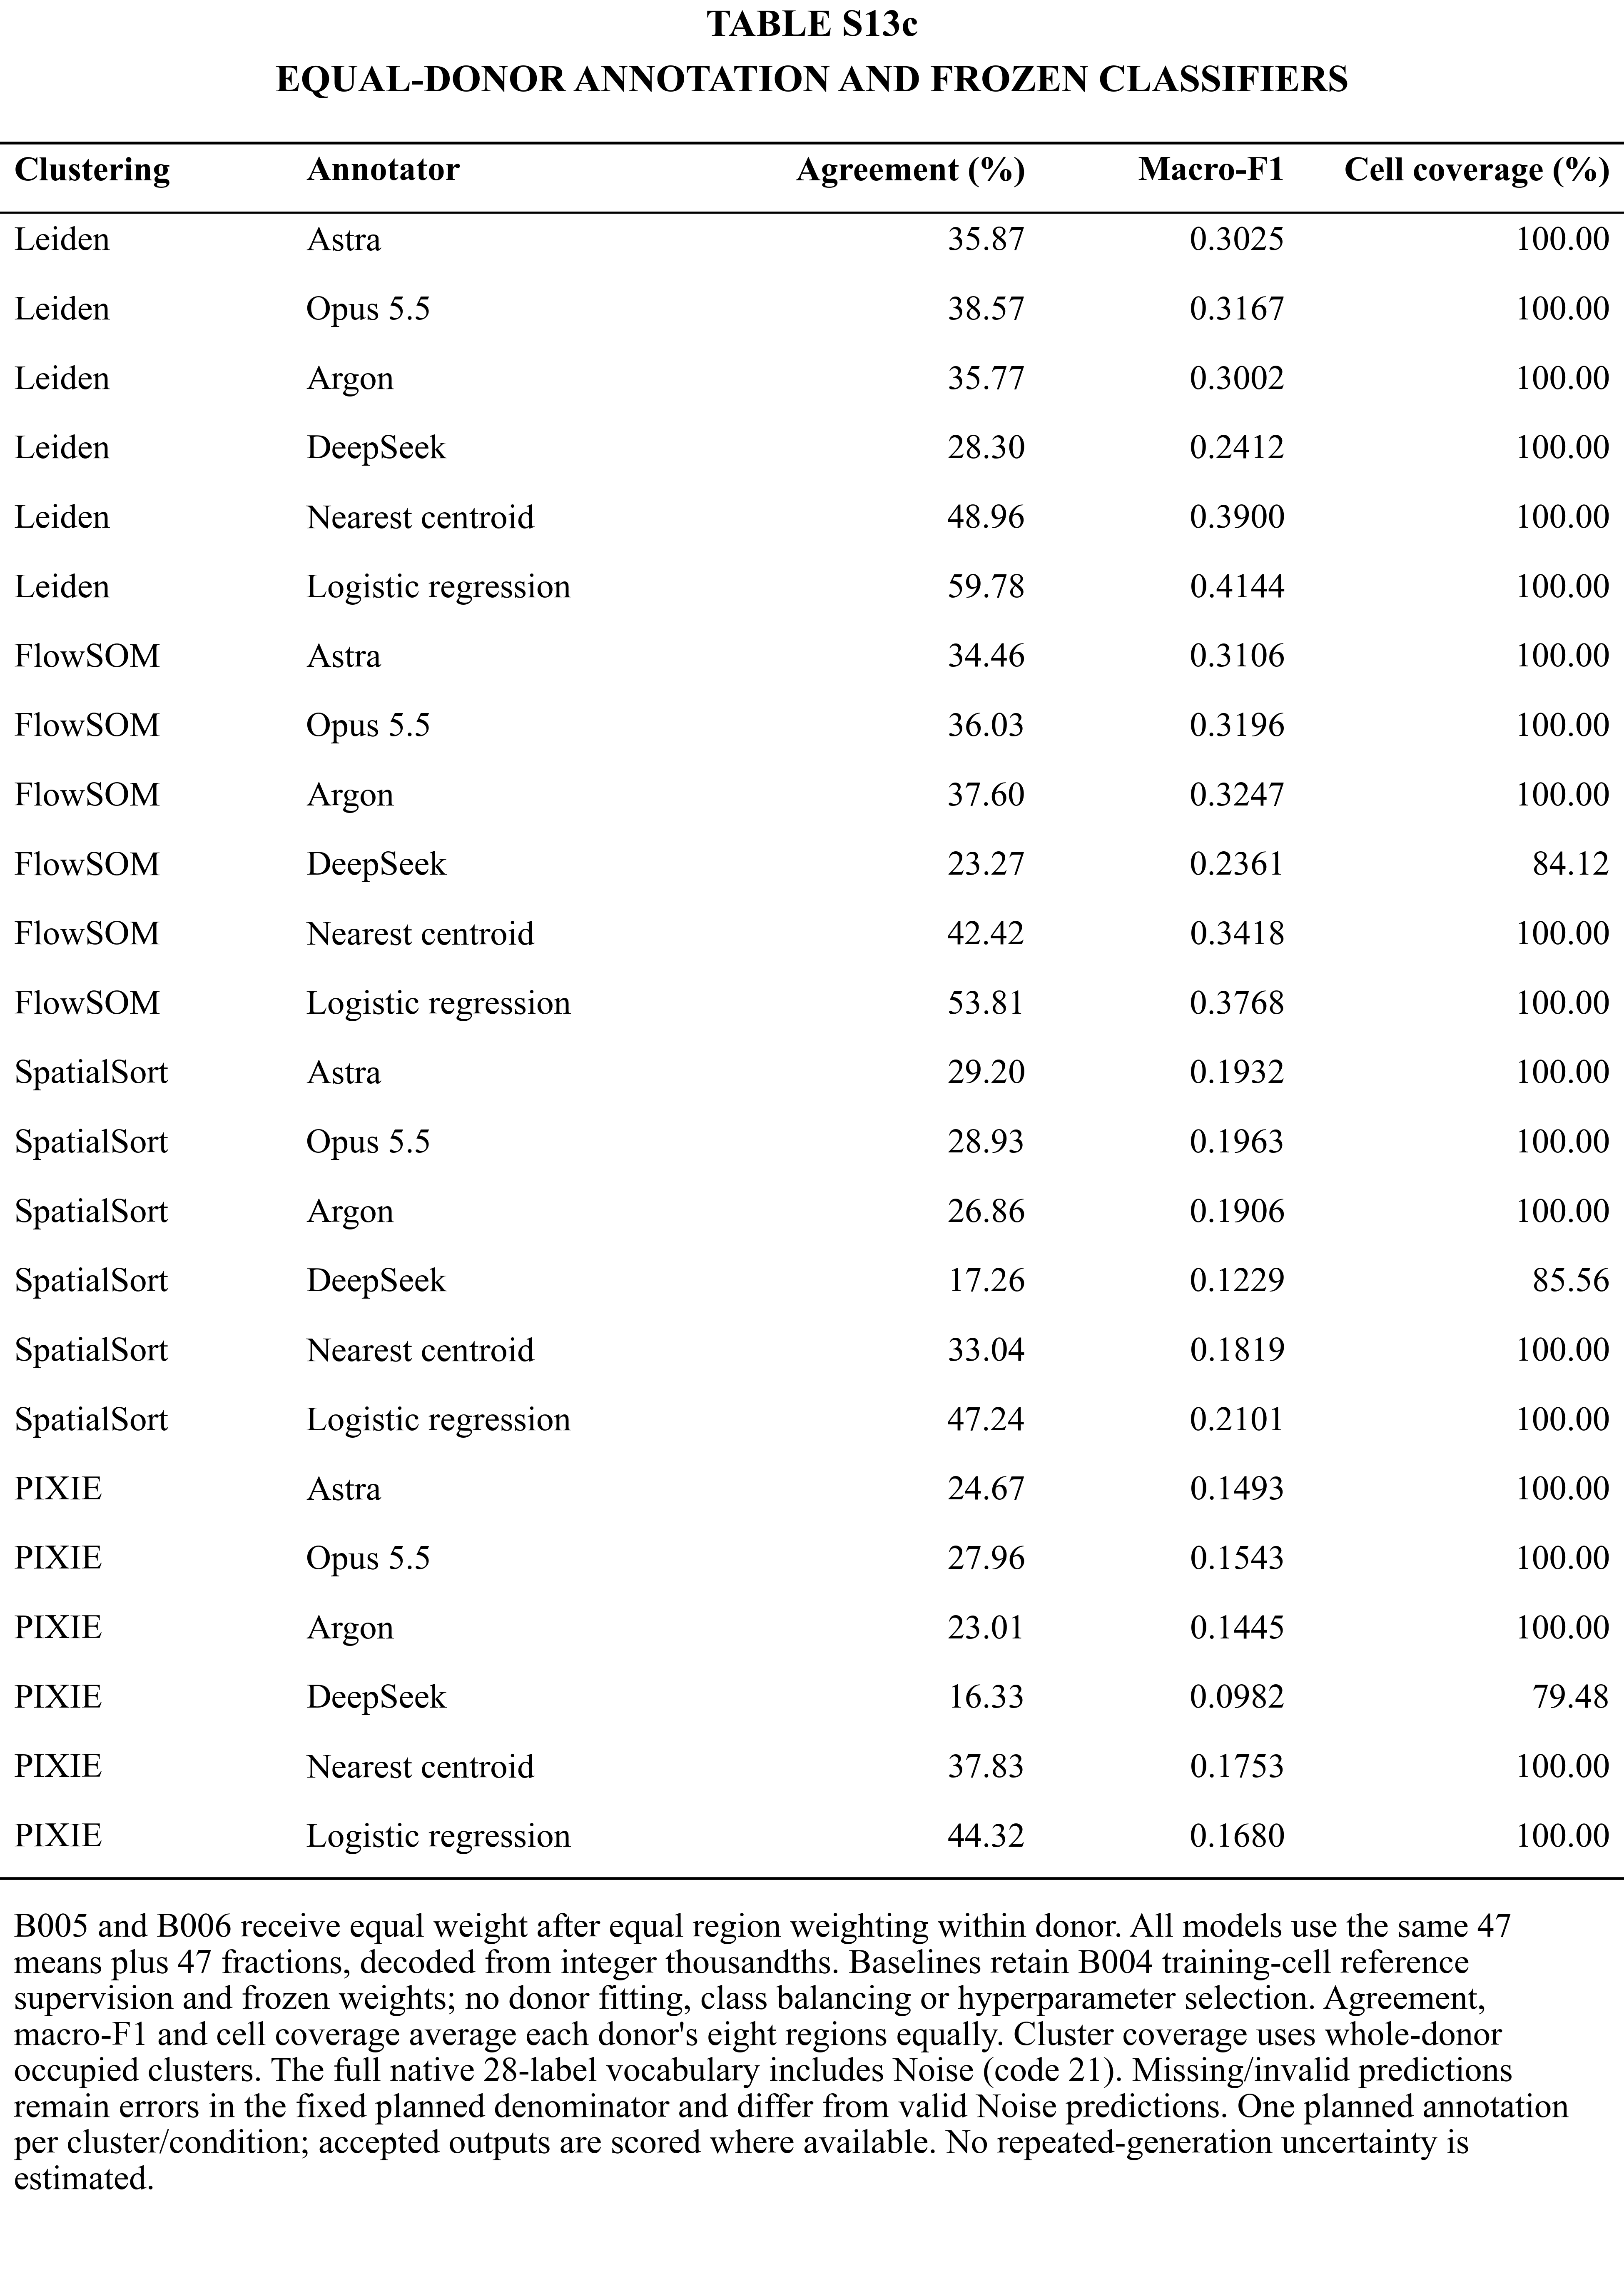 TABLE S13c
EQUAL-DONOR ANNOTATION AND FROZEN CLASSIFIERS
Clustering Annotator Agreement (%) Macro-F1 Cell coverage (%)
Leiden Astra 35.87 0.3025 100.00
Leiden Opus 5.5 38.57 0.3167 100.00
Leiden Argon 35.77 0.3002 100.00
Leiden DeepSeek 28.30 0.2412 100.00
Leiden Nearest centroid 48.96 0.3900 100.00
Leiden Logistic regression 59.78 0.4144 100.00
FlowSOM Astra 34.46 0.3106 100.00
FlowSOM Opus 5.5 36.03 0.3196 100.00
FlowSOM Argon 37.60 0.3247 100.00
FlowSOM DeepSeek 23.27 0.2361 84.12
FlowSOM Nearest centroid 42.42 0.3418 100.00
FlowSOM Logistic regression 53.81 0.3768 100.00
SpatialSort Astra 29.20 0.1932 100.00
SpatialSort Opus 5.5 28.93 0.1963 100.00
SpatialSort Argon 26.86 0.1906 100.00
SpatialSort DeepSeek 17.26 0.1229 85.56
SpatialSort Nearest centroid 33.04 0.1819 100.00
SpatialSort Logistic regression 47.24 0.2101 100.00
PIXIE Astra 24.67 0.1493 100.00
PIXIE Opus 5.5 27.96 0.1543 100.00
PIXIE Argon 23.01 0.1445 100.00
PIXIE DeepSeek 16.33 0.0982 79.48
PIXIE Nearest centroid 37.83 0.1753 100.00
PIXIE Logistic regression 44.32 0.1680 100.00
B005 and B006 receive equal weight after equal region weighting within donor. All models use the same 47
means plus 47 fractions, decoded from integer thousandths. Baselines retain B004 training-cell reference
supervision and frozen weights; no donor fitting, class balancing or hyperparameter selection. Agreement,
macro-F1 and cell coverage average each donor's eight regions equally. Cluster coverage uses whole-donor
occupied clusters. The full native 28-label vocabulary includes Noise (code 21). Missing/invalid predictions
remain errors in the fixed planned denominator and differ from valid Noise predictions. One planned annotation
per cluster/condition; accepted outputs are scored where available. No repeated-generation uncertainty is
estimated.